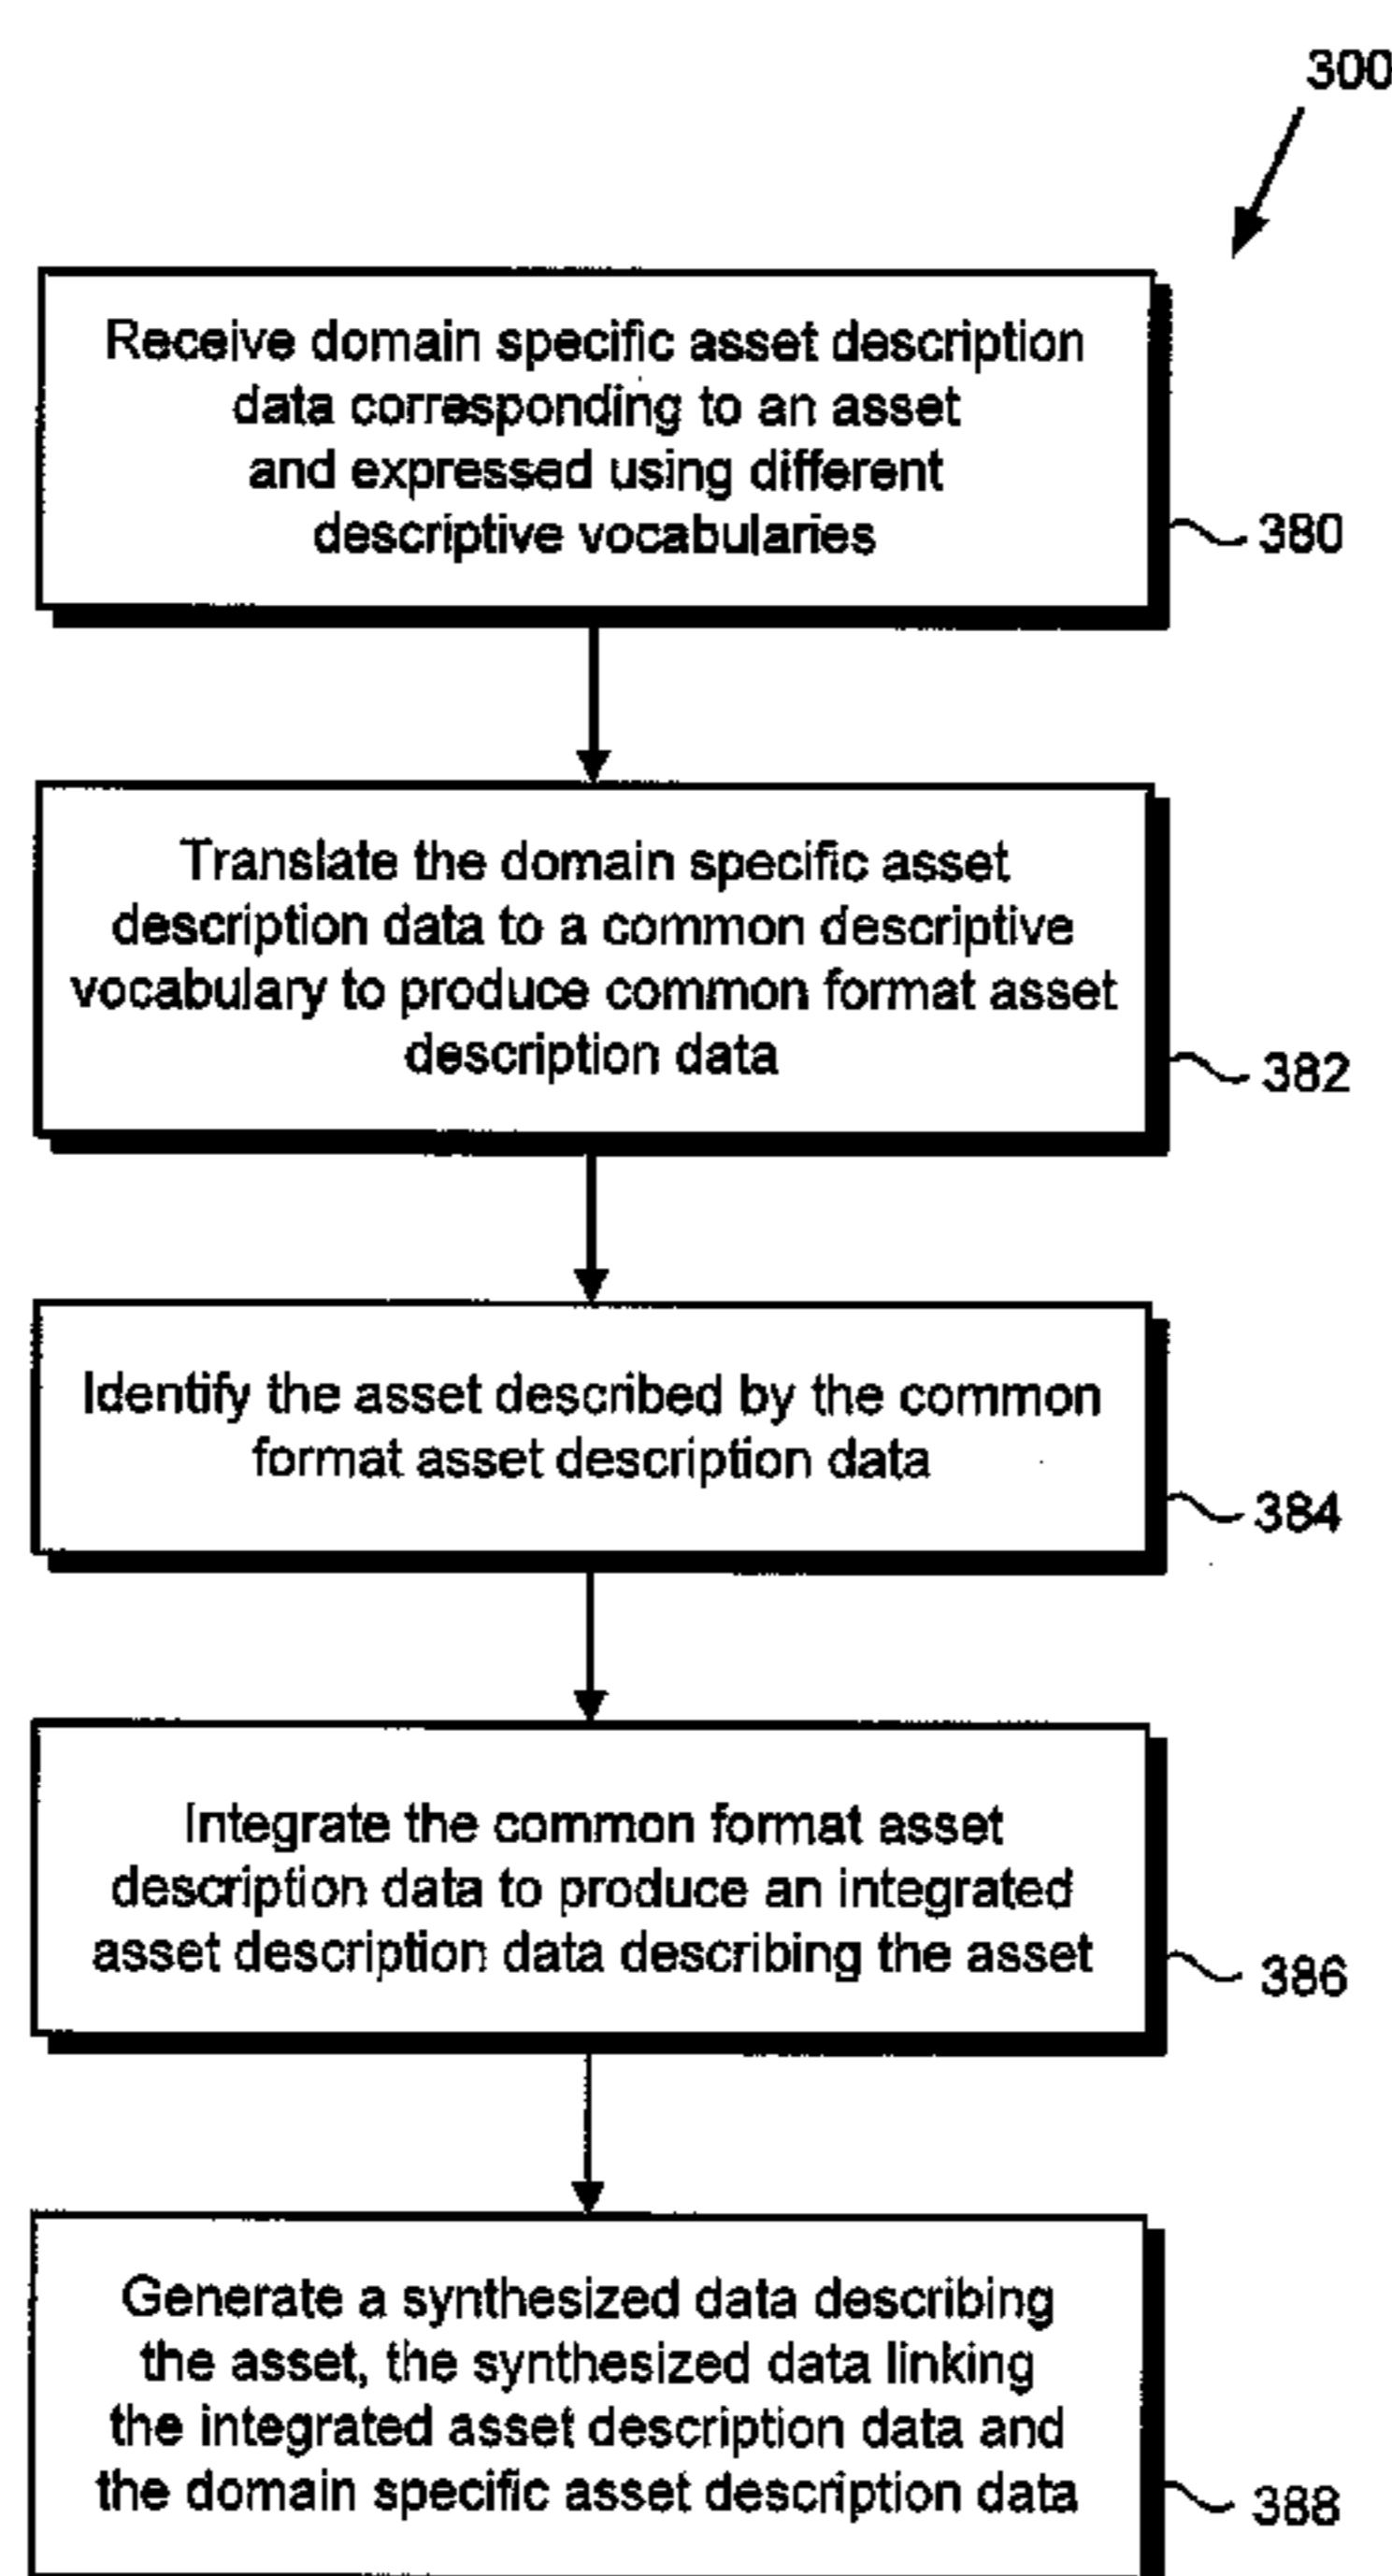 300
Receive domain specific asset description
data corresponding to an asset
and expressed using different
descriptive vocabularies
380
Translate the domain specific asset
description data to a common descriptive
vocabulary to produce common format asset
description data
382
Identify the asset described by the common
format asset description data
384
Integrate the common format asset
description data to produce an integrated
asset description data describing the asset
386
Generate a synthesized data describing
the asset, the synthesized data linking
the integrated asset description data and
the domain specific asset description data
388